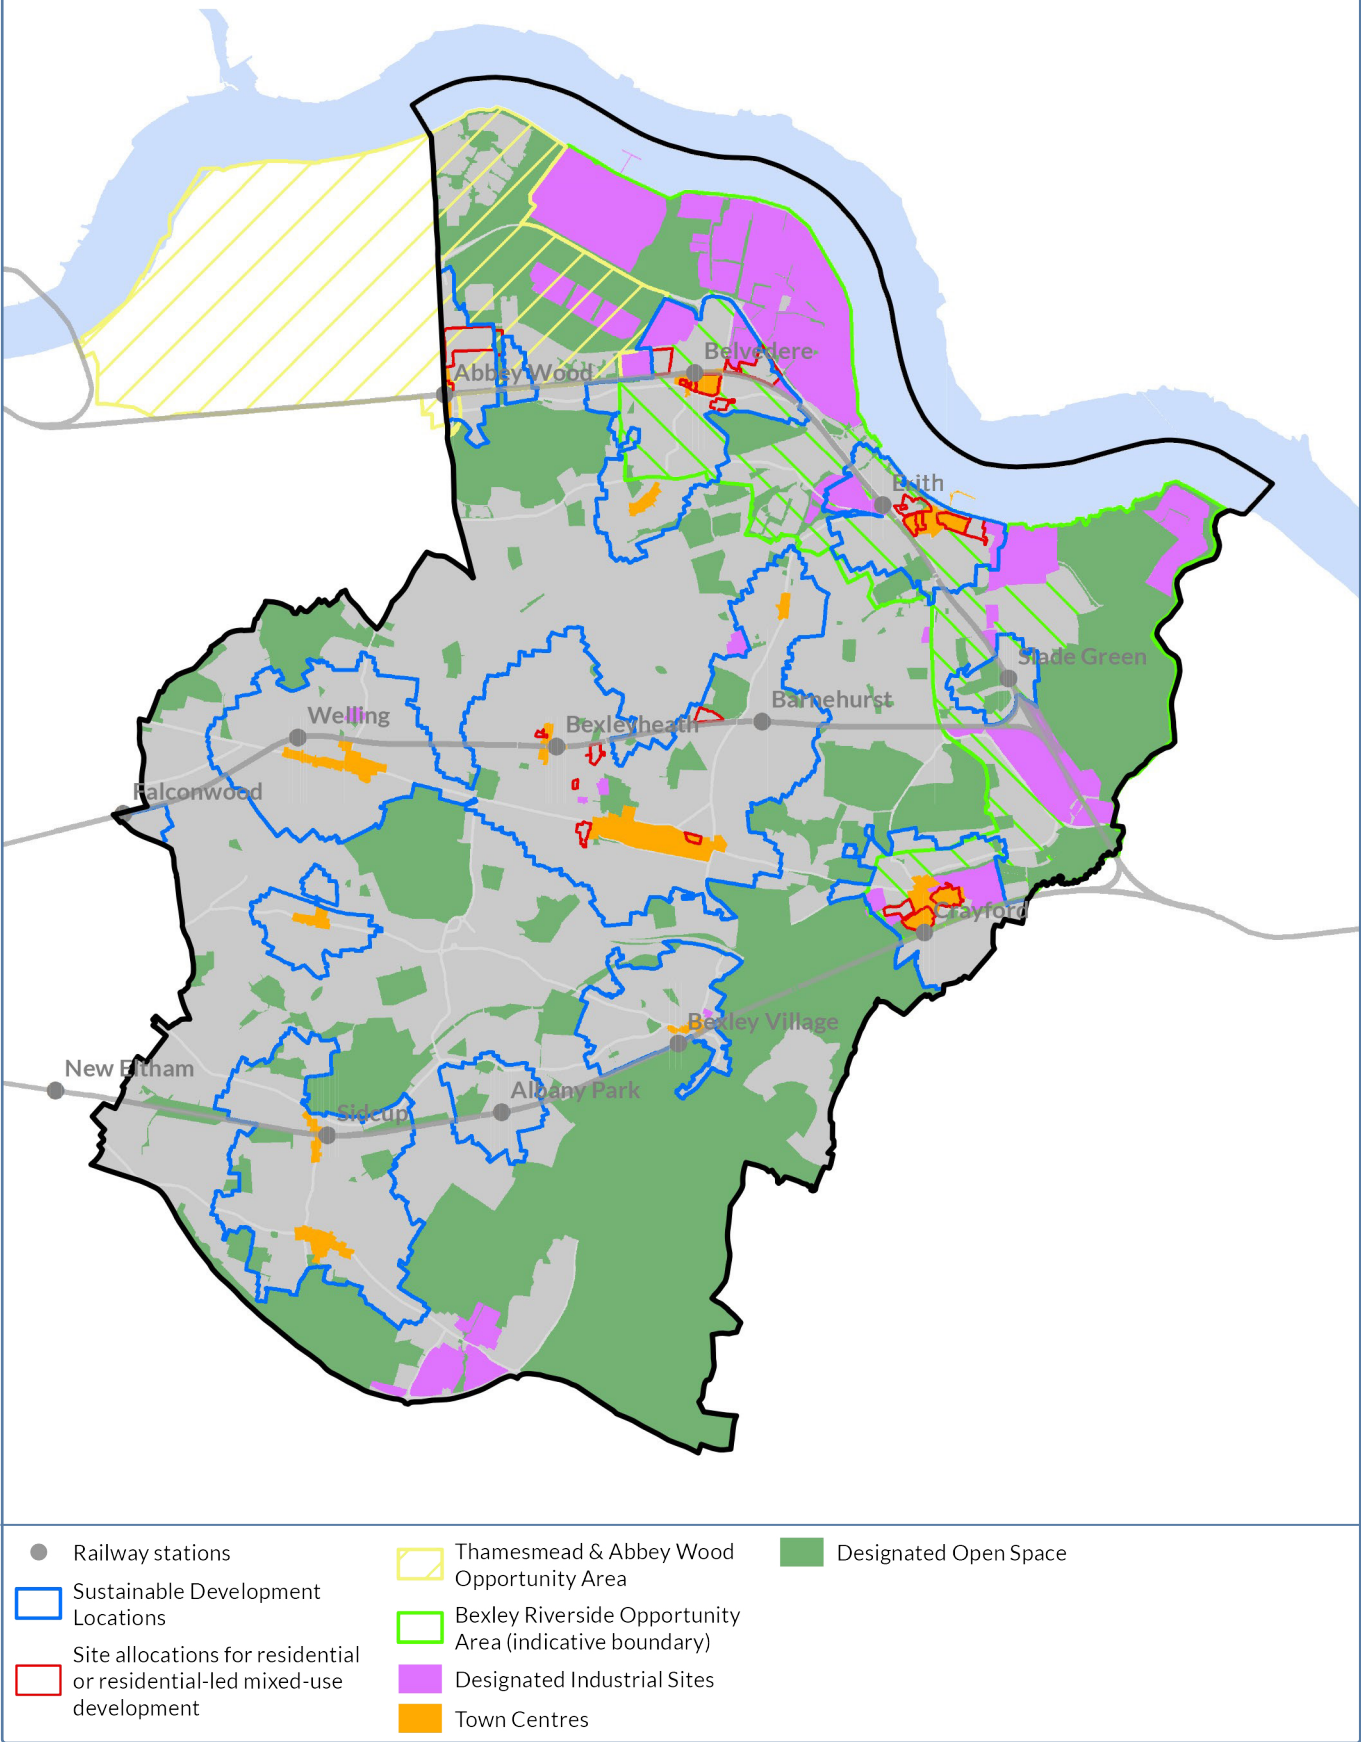 Abbey Wood
Belvedere
Erith
Slade Green
Barnehurst
Bexleyheath
Welling
Falconwood
Crayford
Bexley Village
New Eltham
Albany Park
Sidcup
Railway stations
Sustainable Development
Locations
Site allocations for residential
or residential-led mixed-use
development
Thamesmead & Abbey Wood
Opportunity Area
Bexley Riverside Opportunity
Area (indicative boundary)
Designated Industrial Sites
Town Centres
Designated Open Space